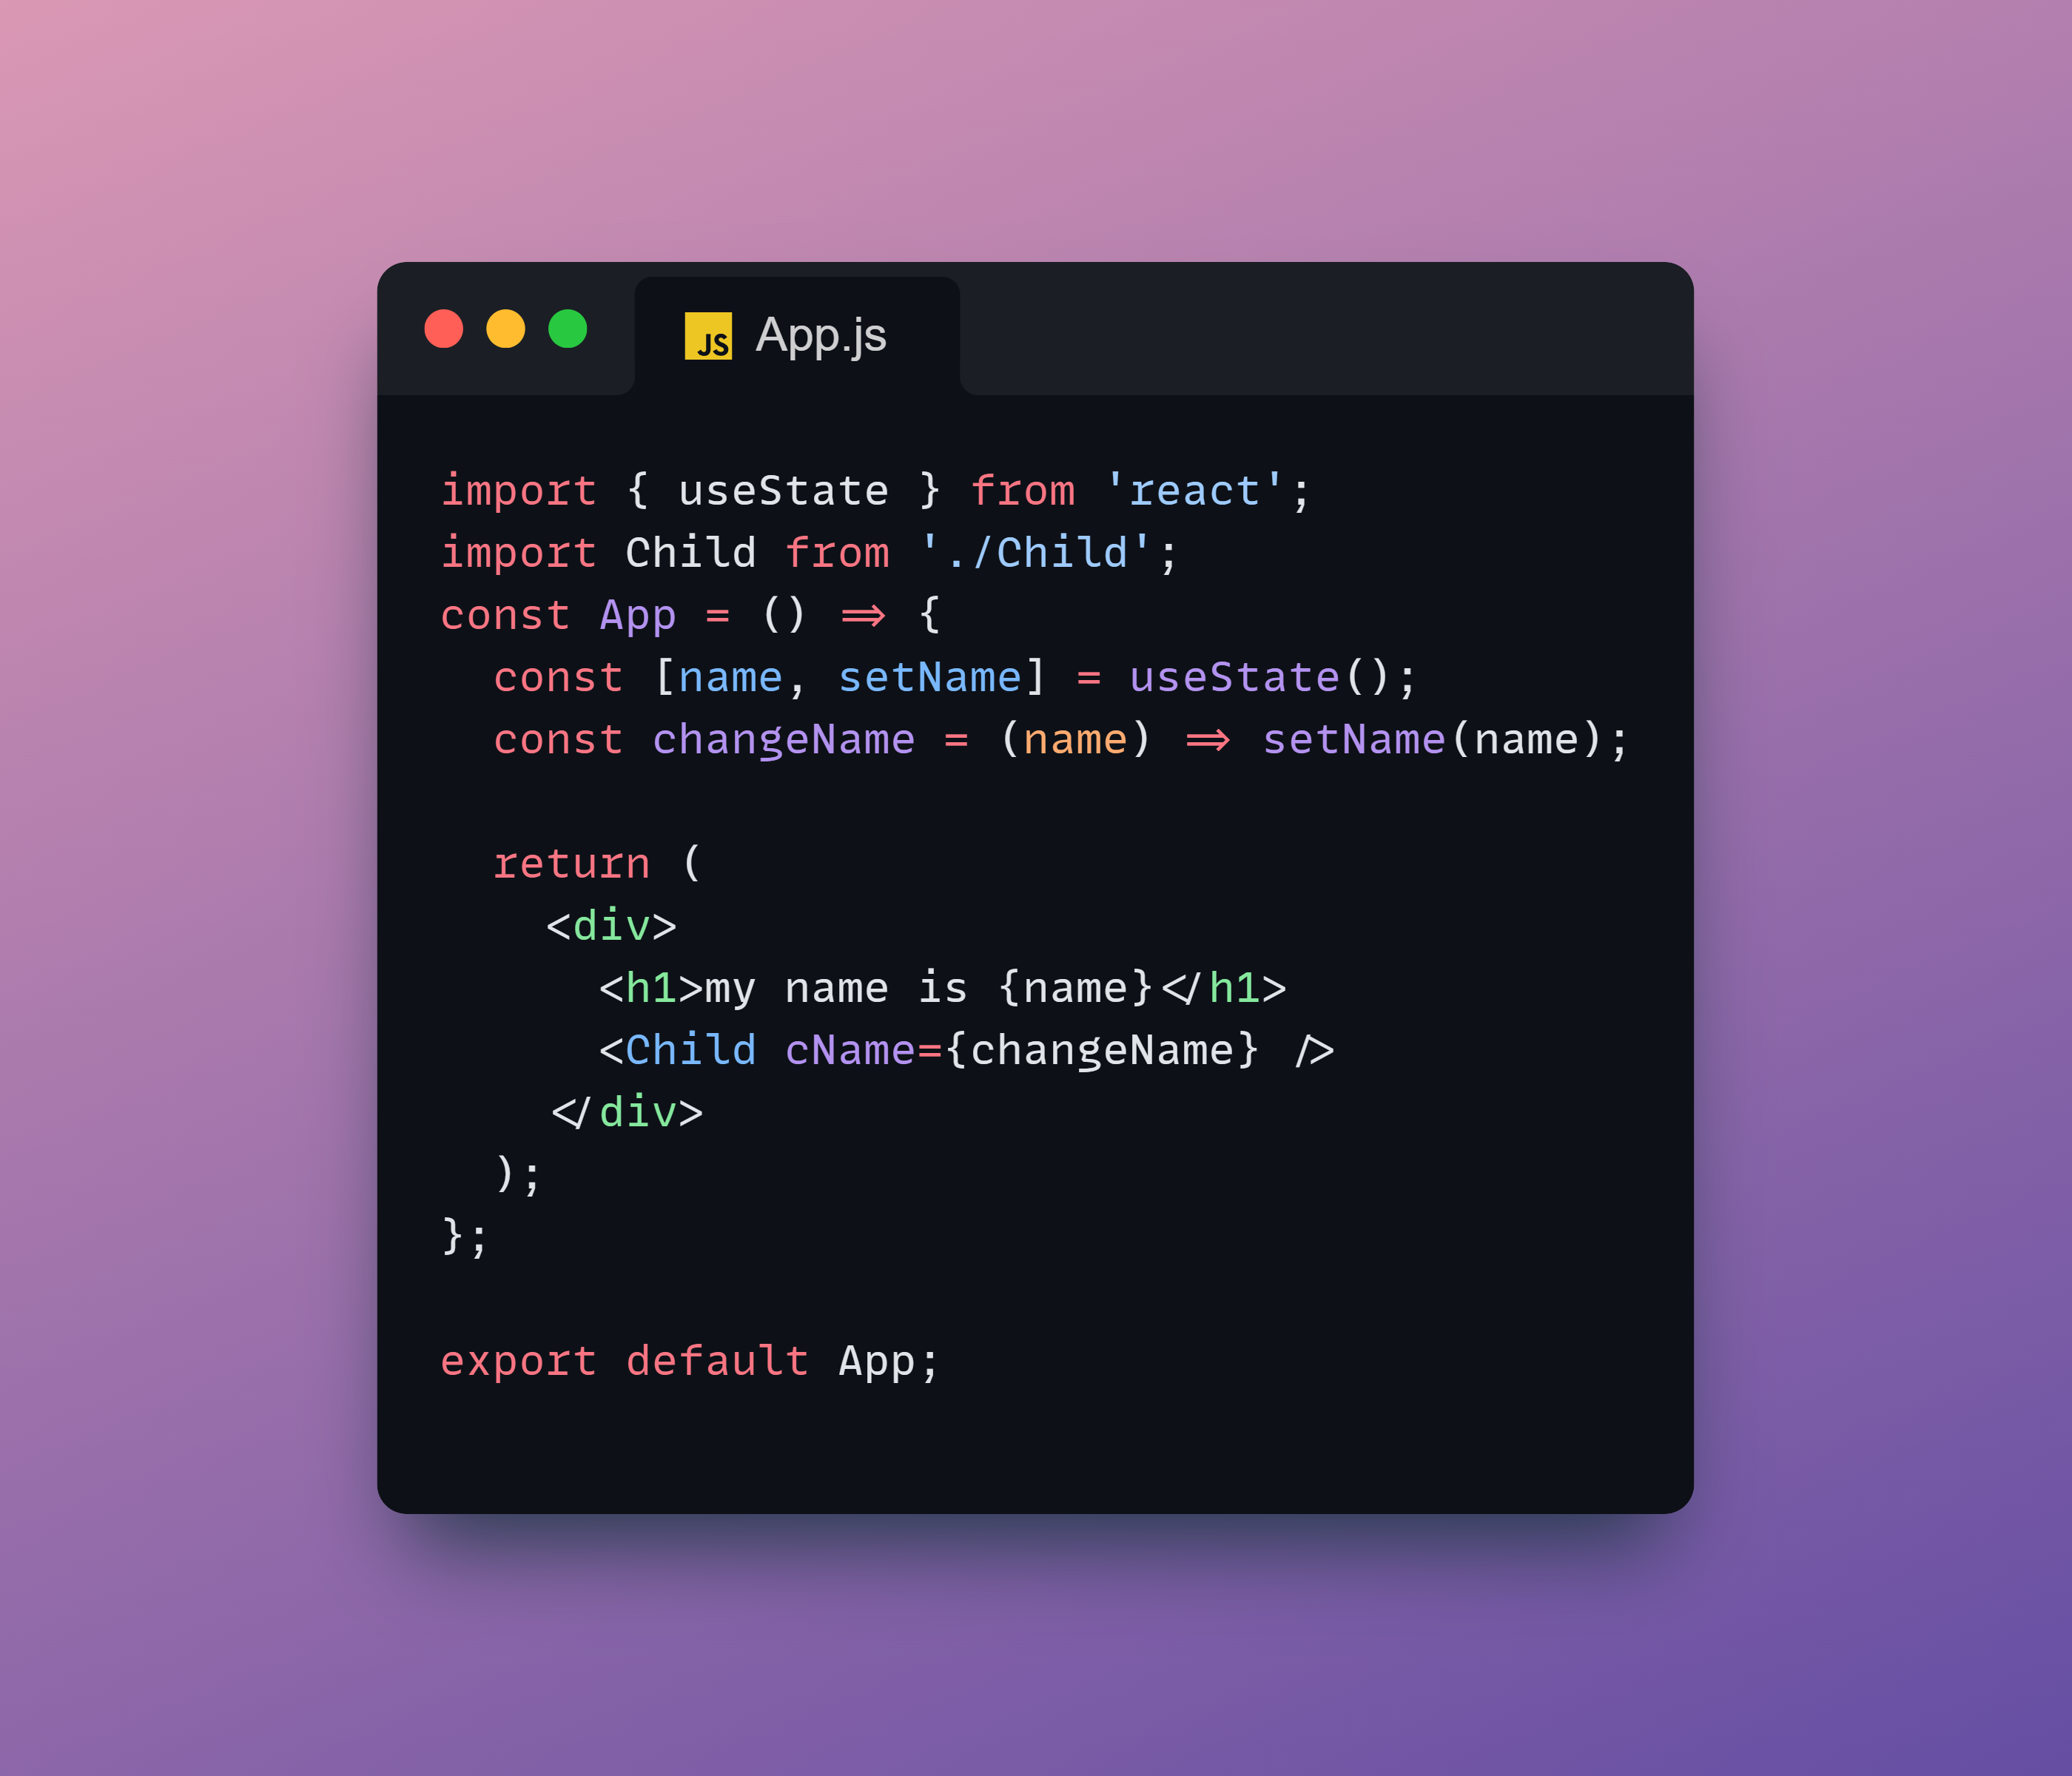 JS App.js
import { useState } from 'react';
import Child from './Child';
const App = () => {
  const [name, setName] = useState();
  const changeName = (name) => setName(name);

  return (
    <div>
      <h1>my name is {name}</h1>
      <Child cName={changeName} />
    </div>
  );
};

export default App;